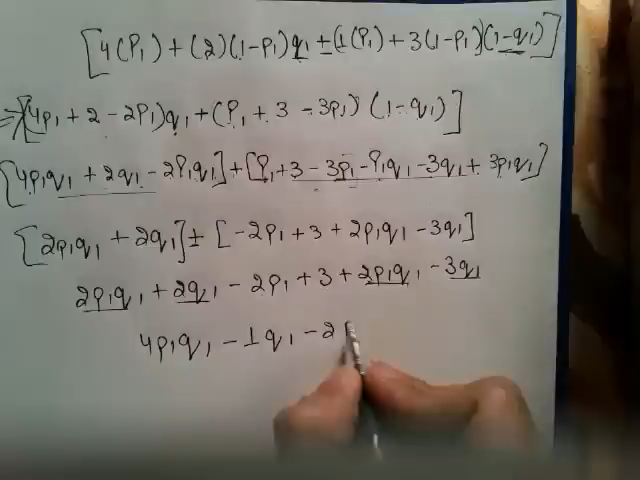 [4(P₁) + (2)(1-P₁)q₁ ± (1(P₁) + 3(1-P₁))(1-q₁)]
=> [(4P₁ + 2 - 2P₁)q₁ + (P₁ + 3 - 3P₁) (1-q₁)]
[4P₁q₁ + 2q₁ - 2P₁q₁] + [P₁ + 3 - 3P₁ - P₁q₁ - 3q₁ + 3P₁q₁]
[2P₁q₁ + 2q₁] ± [-2P₁ + 3 + 2P₁q₁ - 3q₁]
2P₁q₁ + 2q₁ - 2P₁ + 3 + 2P₁q₁ - 3q₁
4P₁q₁ - 1q₁ - 2